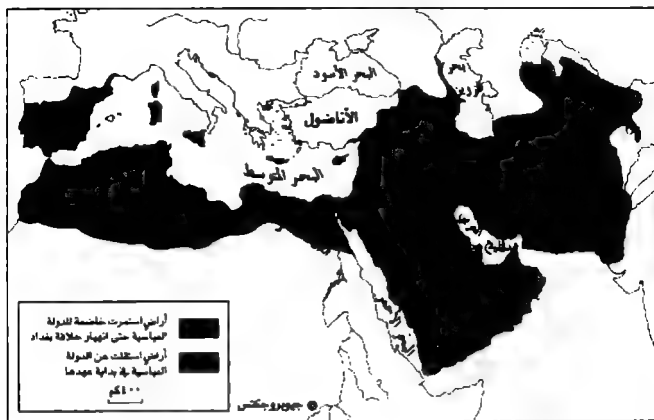 البحر الأسود
بحر
قزوين
الأناضول
البحر المتوسط
أراضي استمرت خاضعة للدولة
العباسية حتى انهيار خلافة بغداد
أراضي استقلت عن الدولة
العباسية في بداية عهدها
٤٠٠ كم
جيوبروجكتس